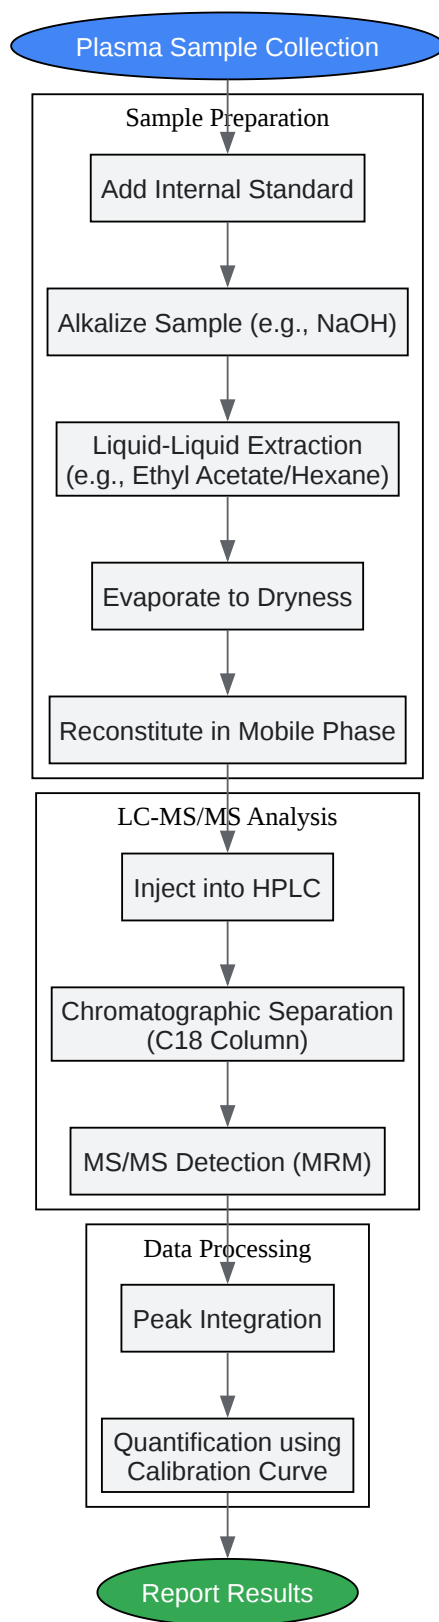 Plasma Sample Collection
Sample Preparation
Add Internal Standard
Alkalize Sample (e.g., NaOH)
Liquid-Liquid Extraction
(e.g., Ethyl Acetate/Hexane)
Evaporate to Dryness
Reconstitute in Mobile Phase
LC-MS/MS Analysis
Inject into HPLC
Chromatographic Separation
(C18 Column)
MS/MS Detection (MRM)
Data Processing
Peak Integration
Quantification using
Calibration Curve
Report Results